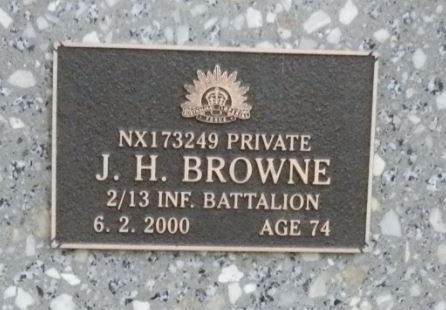 NX173249 PRIVATE
J. H. BROWNE
2/13 INF. BATTALION
6. 2. 2000 AGE 74